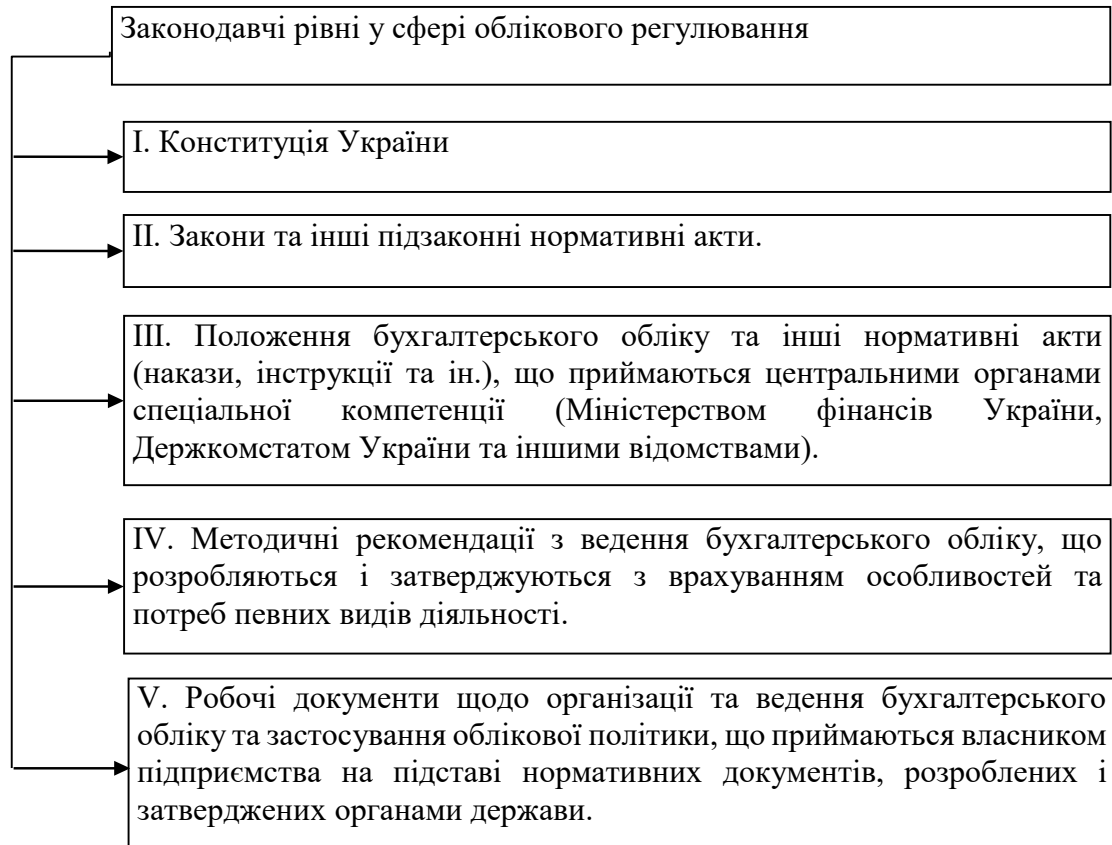 Законодавчі рівні у сфері облікового регулювання
І. Конституція України
ІІ. Закони та інші підзаконні нормативні акти.
ІІІ. Положення бухгалтерського обліку та інші нормативні акти
(накази, інструкції та ін.), що приймаються центральними органами
спеціальної компетенції (Міністерством фінансів України,
Держкомстатом України та іншими відомствами).
IV. Методичні рекомендації з ведення бухгалтерського обліку, що
розробляються і затверджуються з врахуванням особливостей та
потреб певних видів діяльності.
V. Робочі документи щодо організації та ведення бухгалтерського
обліку та застосування облікової політики, що приймаються власником
підприємства на підставі нормативних документів, розроблених і
затверджених органами держави.